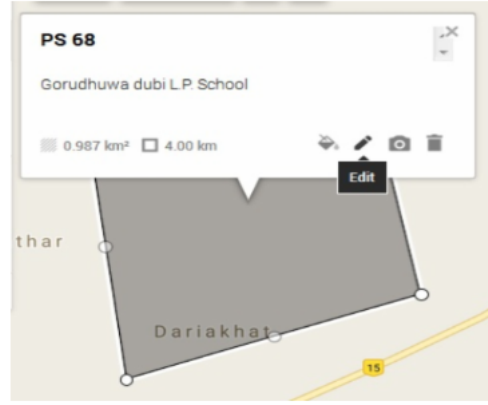 PS 68
Gorudhuwa dubi L.P. School
0.987 km² 4.00 km
Edit
thar
Dariakhat
15